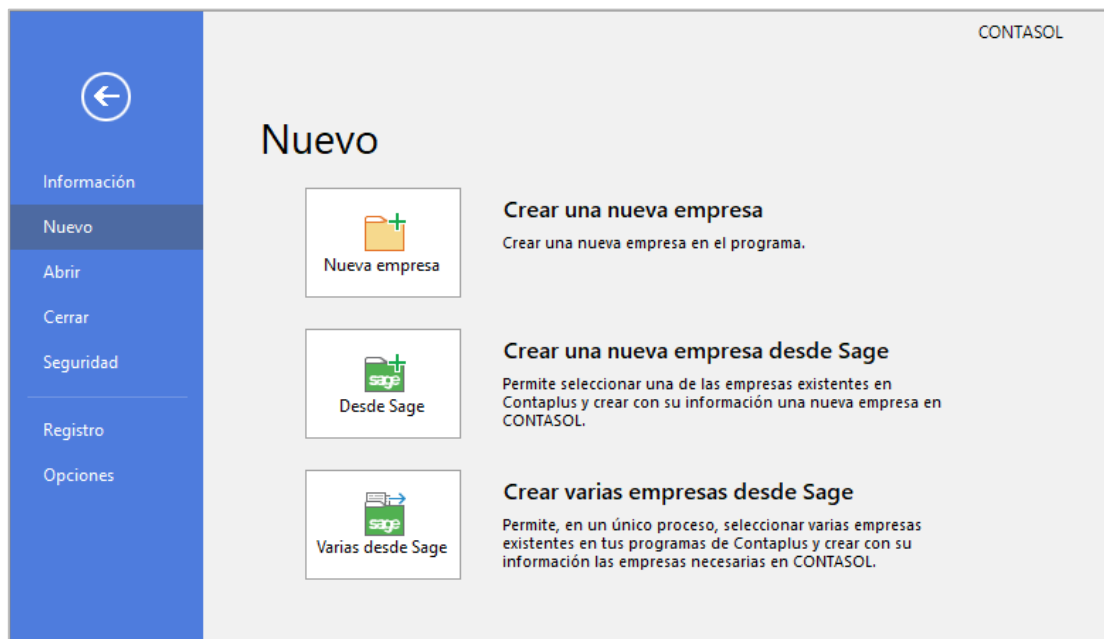 CONTASOL
Información
Nuevo
Abrir
Cerrar
Seguridad
Registro
Opciones
Nuevo
Nueva empresa
Crear una nueva empresa
Crear una nueva empresa en el programa.
sage
Desde Sage
Crear una nueva empresa desde Sage
Permite seleccionar una de las empresas existentes en
Contaplus y crear con su información una nueva empresa en
CONTASOL.
sage
Varias desde Sage
Crear varias empresas desde Sage
Permite, en un único proceso, seleccionar varias empresas
existentes en tus programas de Contaplus y crear con su
información las empresas necesarias en CONTASOL.